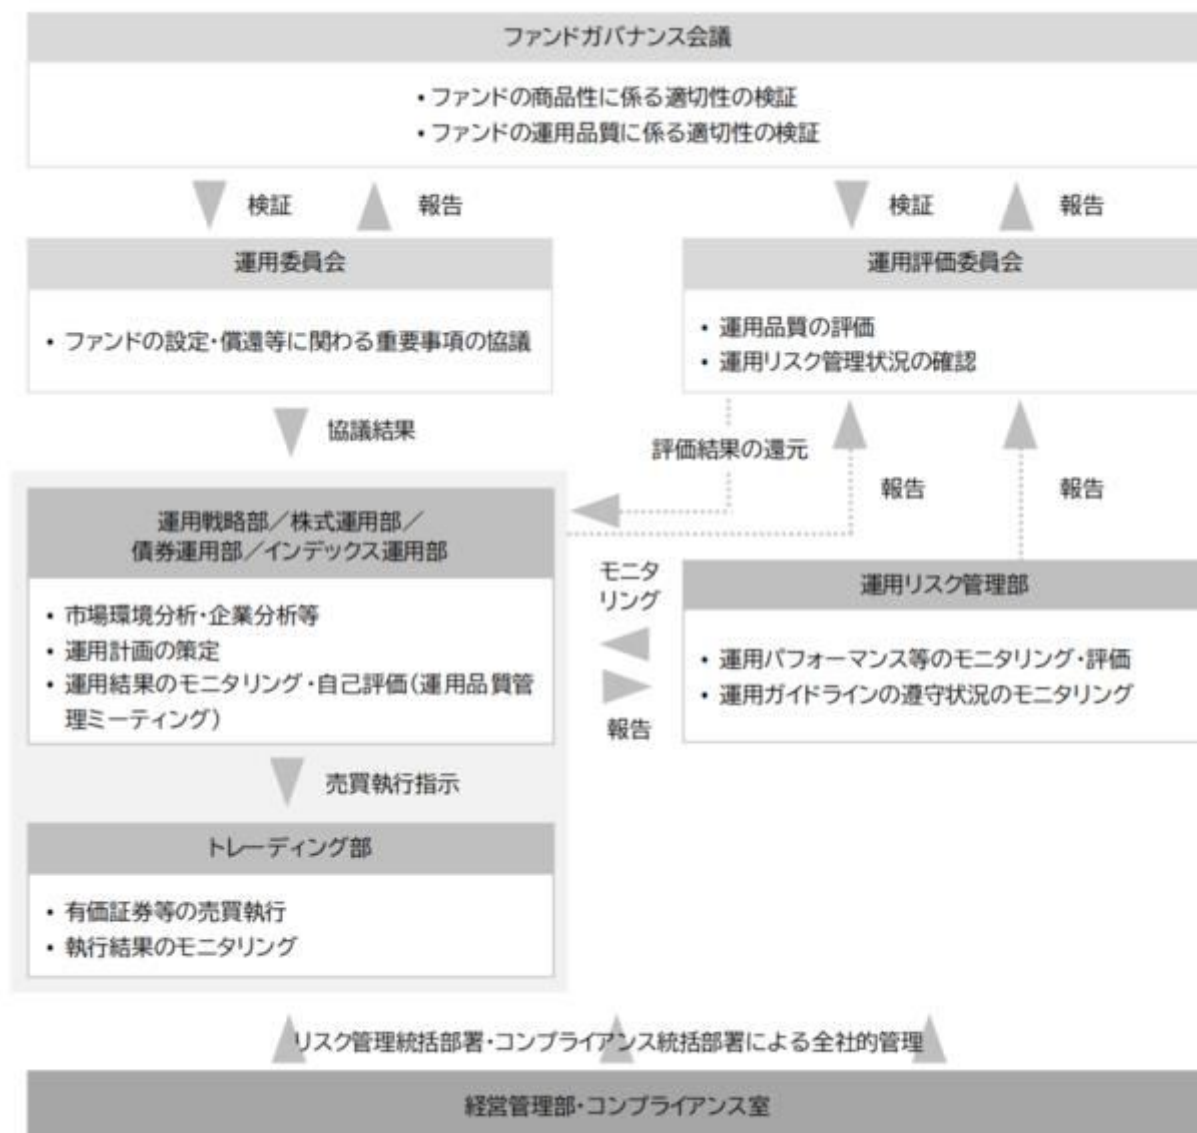 ファンドガバナンス会議
・ファンドの商品性に係る適切性の検証
・ファンドの運用品質に係る適切性の検証
検証
報告
検証
報告
運用委員会
・ファンドの設定・償還等に関わる重要事項の協議
運用評価委員会
・運用品質の評価
・運用リスク管理状況の確認
協議結果
評価結果の還元
報告
報告
運用戦略部／株式運用部／
債券運用部／インデックス運用部
・市場環境分析・企業分析等
・運用計画の策定
・運用結果のモニタリング・自己評価（運用品質管
理ミーティング）
モニタ
リング
報告
運用リスク管理部
・運用パフォーマンス等のモニタリング・評価
・運用ガイドラインの遵守状況のモニタリング
売買執行指示
トレーディング部
・有価証券等の売買執行
・執行結果のモニタリング
リスク管理統括部署・コンプライアンス統括部署による全社的管理
経営管理部・コンプライアンス室